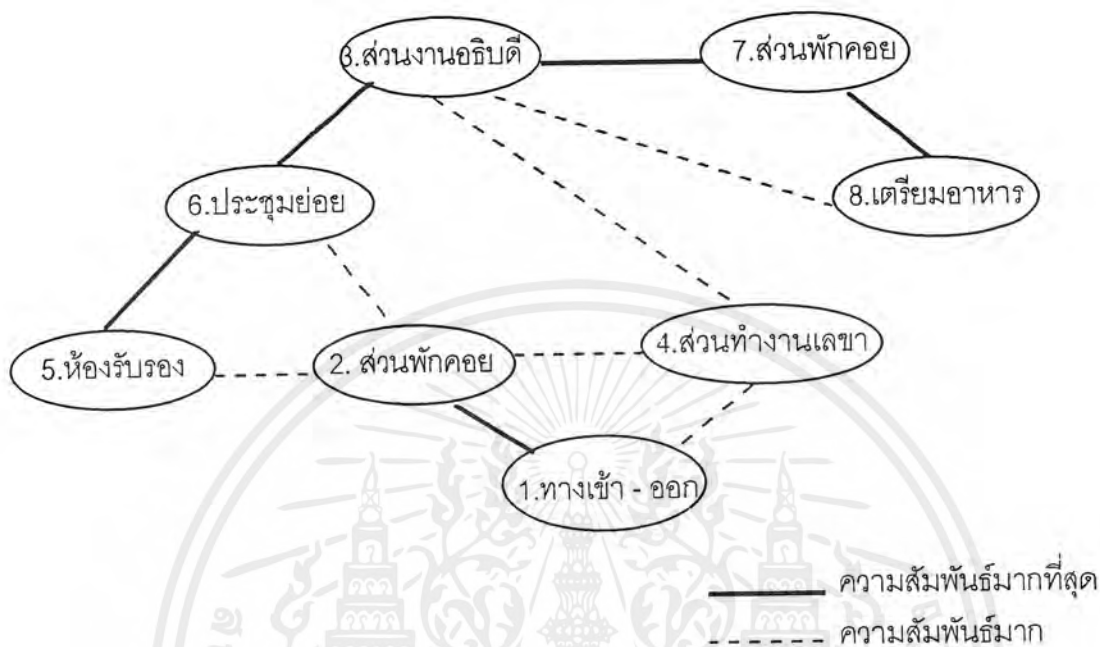 3.ส่วนงานอธิบดี
7.ส่วนพักคอย
6.ประชุมย่อย
8.เตรียมอาหาร
5.ห้องรับรอง
2. ส่วนพักคอย
4.ส่วนทำงานเลขา
1.ทางเข้า - ออก
ความสัมพันธ์มากที่สุด
ความสัมพันธ์มาก